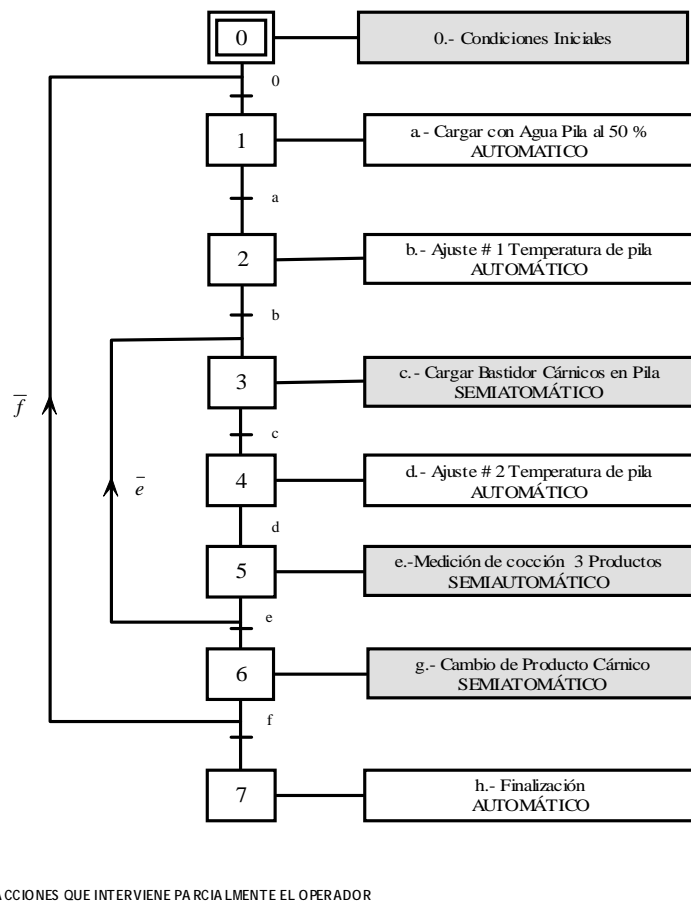 0
0.- Condiciones Iniciales
0
1
a.- Cargar con Agua Pila al 50 %
AUTOMATICO
a
2
b.- Ajuste # 1 Temperatura de pila
AUTOMÁTICO
b
3
c.- Cargar Bastidor Cárnicos en Pila
SEMIATOMÁTICO
f̅
c
4
d.- Ajuste # 2 Temperatura de pila
AUTOMÁTICO
e̅
d
5
e.-Medición de cocción 3 Productos
SEMIAUTOMÁTICO
e
6
g.- Cambio de Producto Cárnico
SEMIATOMÁTICO
f
7
h.- Finalización
AUTOMÁTICO
ACCIONES QUE INTERVIENE PARCIALMENTE EL OPERADOR